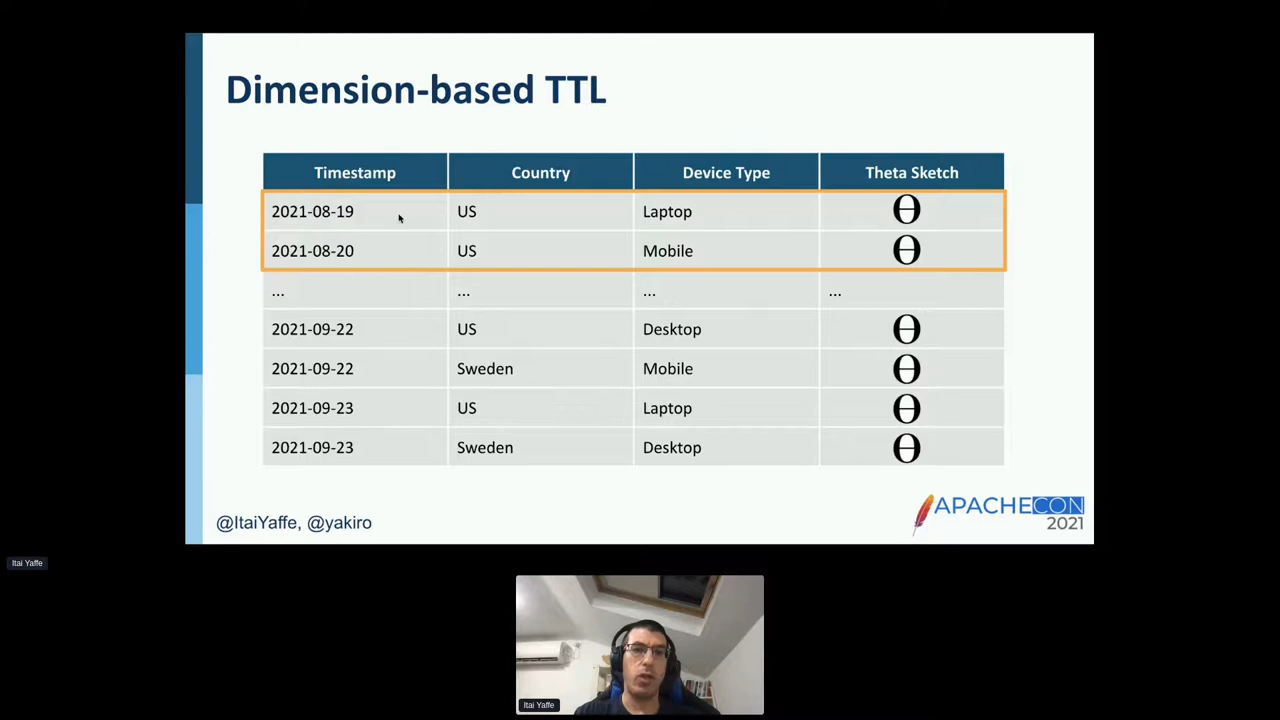 Dimension-based TTL
Timestamp Country Device Type Theta Sketch
2021-08-19 US Laptop Θ
2021-08-20 US Mobile Θ
... ... ... ...
2021-09-22 US Desktop Θ
2021-09-22 Sweden Mobile Θ
2021-09-23 US Laptop Θ
2021-09-23 Sweden Desktop Θ
@ItaiYaffe, @yakiro
APACHECON
2021
Itai Yaffe
Itai Yaffe